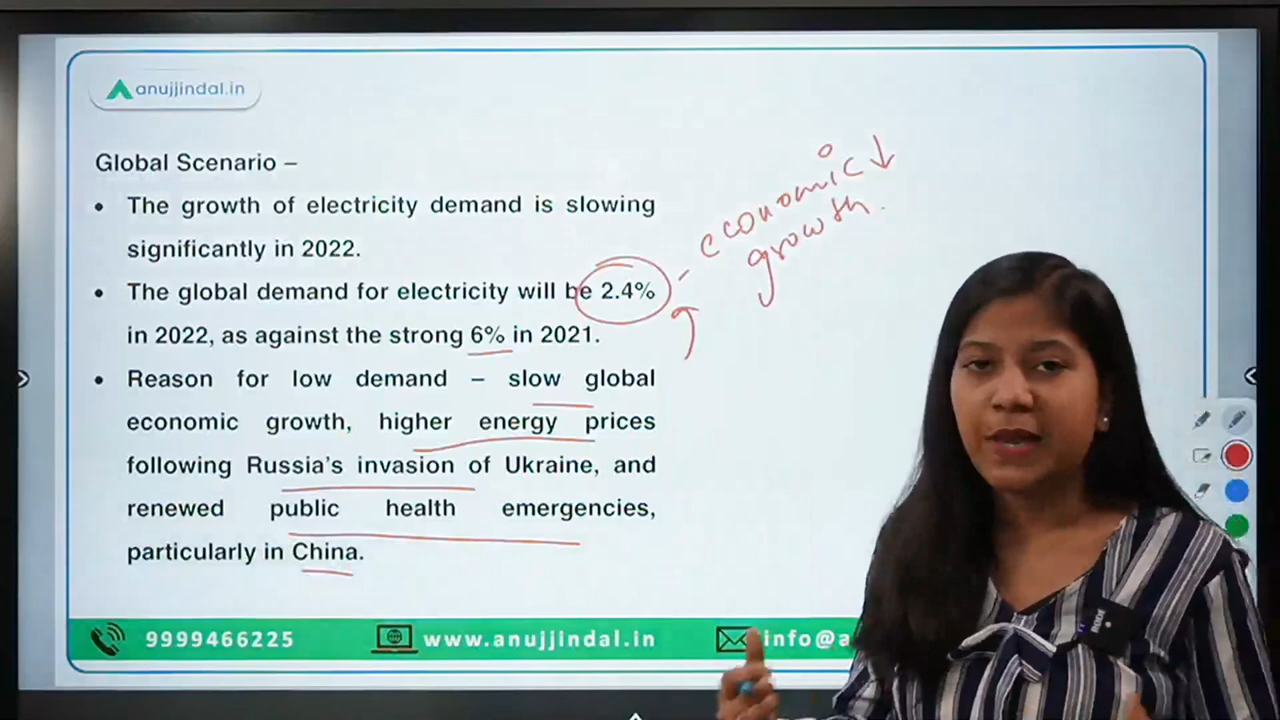 anujjindal.in
Global Scenario –
• The growth of electricity demand is slowing
significantly in 2022.
• The global demand for electricity will be 2.4%
in 2022, as against the strong 6% in 2021.
• Reason for low demand – slow global
economic growth, higher energy prices
following Russia's invasion of Ukraine, and
renewed public health emergencies,
particularly in China.
- economic ↓
growth.
RODE
9999466225
www.anujjindal.in
info@a